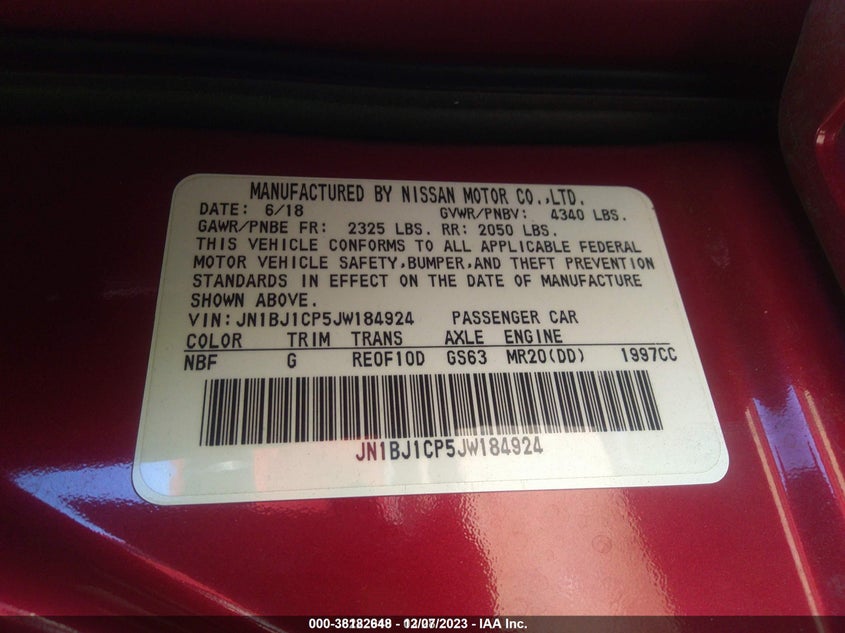 MANUFACTURED BY NISSAN MOTOR CO.,LTD.
DATE: 6/18 GVWR/PNBV: 4340 LBS.
GAWR/PNBE FR: 2325 LBS. RR: 2050 LBS.
THIS VEHICLE CONFORMS TO ALL APPLICABLE FEDERAL
MOTOR VEHICLE SAFETY,BUMPER,AND THEFT PREVENTION
STANDARDS IN EFFECT ON THE DATE OF MANUFACTURE
SHOWN ABOVE.
VIN:JN1BJ1CP5JW184924 PASSENGER CAR
COLOR TRIM TRANS AXLE ENGINE
NBF G RE0F10D GS63 MR20(DD) 1997CC
JN1BJ1CP5JW184924
- IAA Inc.